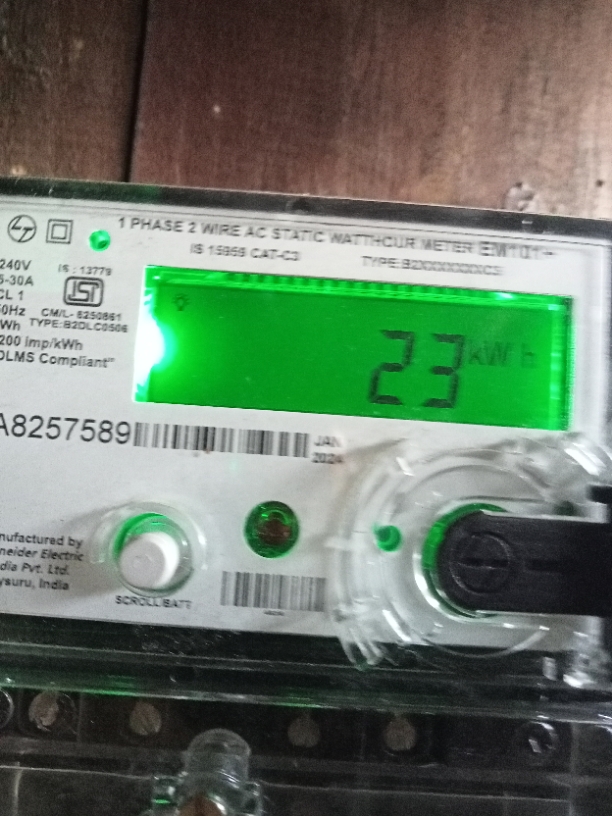 1 PHASE 2 WIRE AC STATIC WATTHOUR METER EM101+
IS 15959 CAT-C3
240V
5-30A
CL 1
50Hz
IS : 13779
ISI
CM/L- 8250861
TYPE:B2DLC0506
200 imp/kWh
DLMS Compliant"
23 kWh
A8257589
JAN
2024
SCROLL/BATT
nufactured by
neider Electric
dia Pvt. Ltd.
ysuru, India